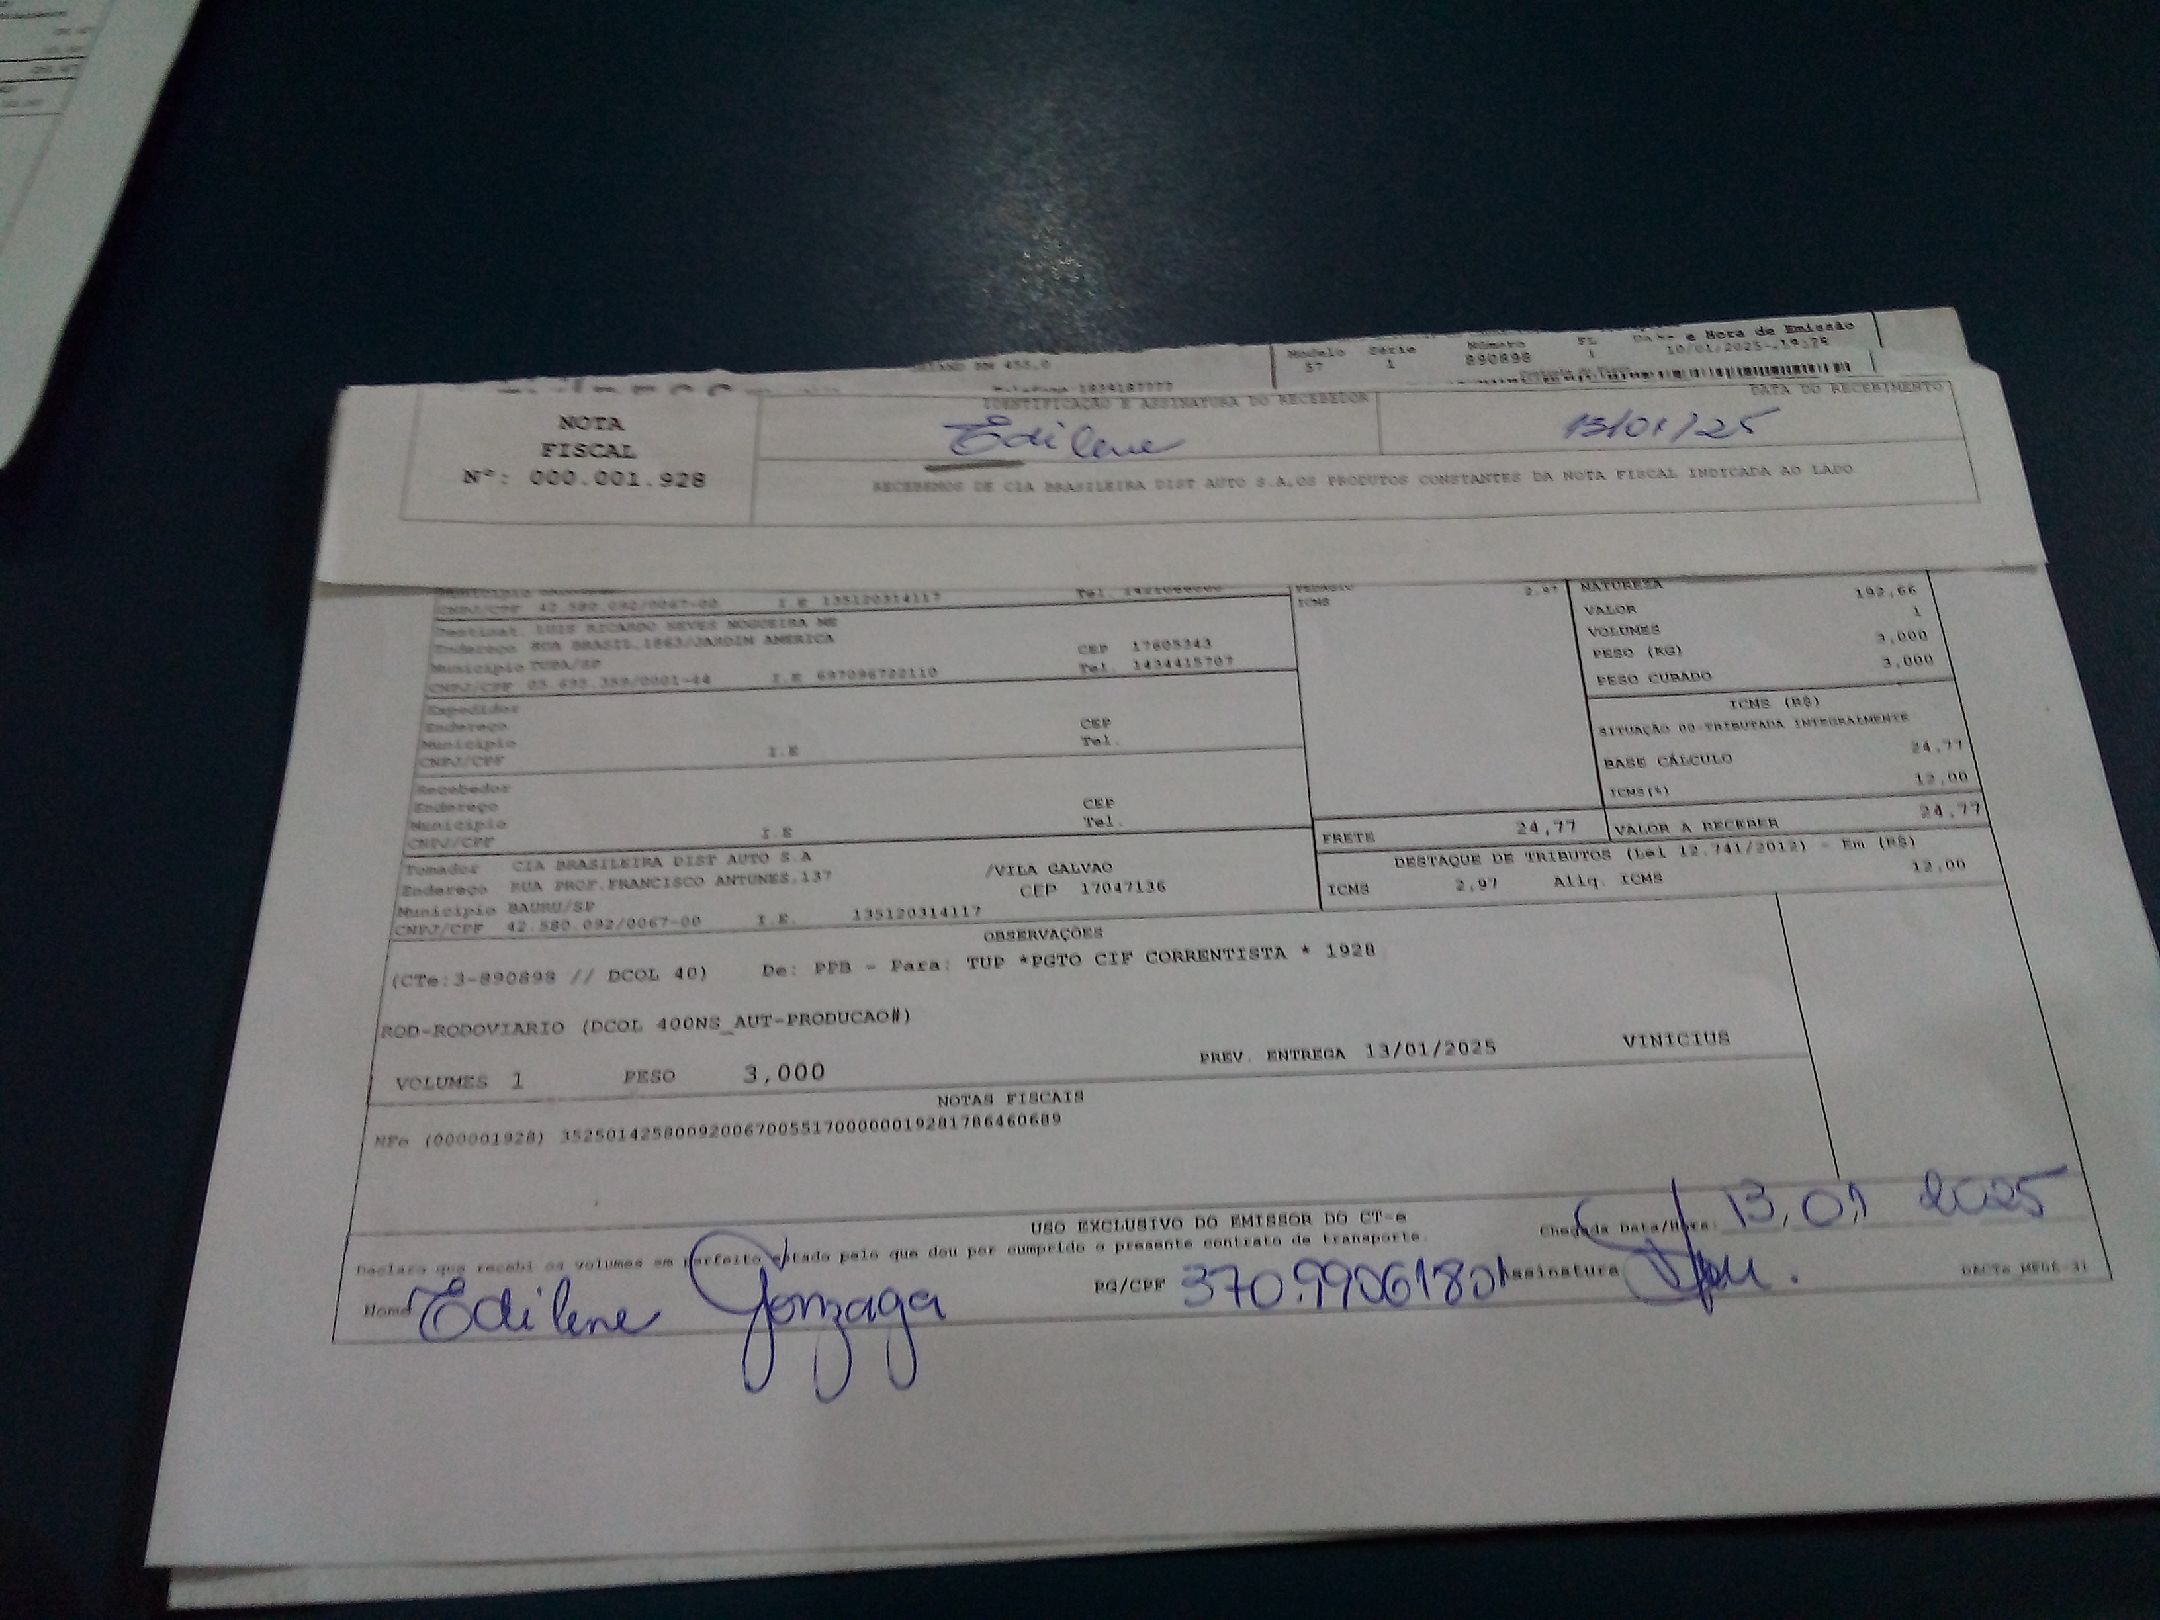 Modelo Série Número FL Data e Hora de Emissão
57 1 890898 1 10/01/2025
NOTA
FISCAL
Nº: 000.001.928
IDENTIFICAÇÃO E ASSINATURA DO RECEBEDOR
DATA DO RECEBIMENTO
Edilene
13/01/25
RECEBEMOS DE CIA BRASILEIRA DIST AUTO S.A,OS PRODUTOS CONSTANTES DA NOTA FISCAL INDICADA AO LADO
CNPJ/CPF 42.580.092/0067-00 I.E 135120314117
Destinat. LUIS RICARDO NEVES NOGUEIRA ME
Endereço RUA BRASIL,1863/JARDIM AMERICA CEP 17605343
Município TUPA/SP Tel. 1434415707
CNPJ/CPF 05.695.389/0001-44 I.E 697096722110
Expedidor
Endereço CEP
Município Tel.
CNPJ/CPF I.E
Recebedor
Endereço CEP
Município Tel.
CNPJ/CPF I.E
Tomador CIA BRASILEIRA DIST AUTO S.A /VILA GALVAO
Endereço RUA PROF.FRANCISCO ANTUNES,137 CEP 17047136
Município BAURU/SP
CNPJ/CPF 42.580.092/0067-00 I.E. 135120314117
ICMS 2,97
NATUREZA
VALOR 192,66
VOLUMES 1
PESO (KG) 3,000
PESO CUBADO 3,000
ICMS (R$)
SITUAÇÃO 00-TRIBUTADA INTEGRALMENTE
BASE CÁLCULO 24,77
ICMS(%) 12,00
FRETE 24,77 VALOR A RECEBER 24,77
DESTAQUE DE TRIBUTOS (Lei 12.741/2012) - Em (R$)
ICMS 2,97 Aliq. ICMS 12,00
OBSERVAÇÕES
(CTe:3-890898 // DCOL 40) De: PPB - Para: TUP *PGTO CIF CORRENTISTA * 1928
ROD-RODOVIARIO (DCOL 400NS_AUT-PRODUCAO#)
VOLUMES 1 PESO 3,000 PREV. ENTREGA 13/01/2025 VINICIUS
NOTAS FISCAIS
NFe (000001928) 35250142580092006700551700000019281786460689
USO EXCLUSIVO DO EMISSOR DO CT-e
Declaro que recebi os volumes em perfeito estado pelo que dou por cumprido o presente contrato de transporte.
Chegada Data/Hora: 13,01 2025
Nome Edilene Gonzaga RG/CPF 370.99061801 Assinatura